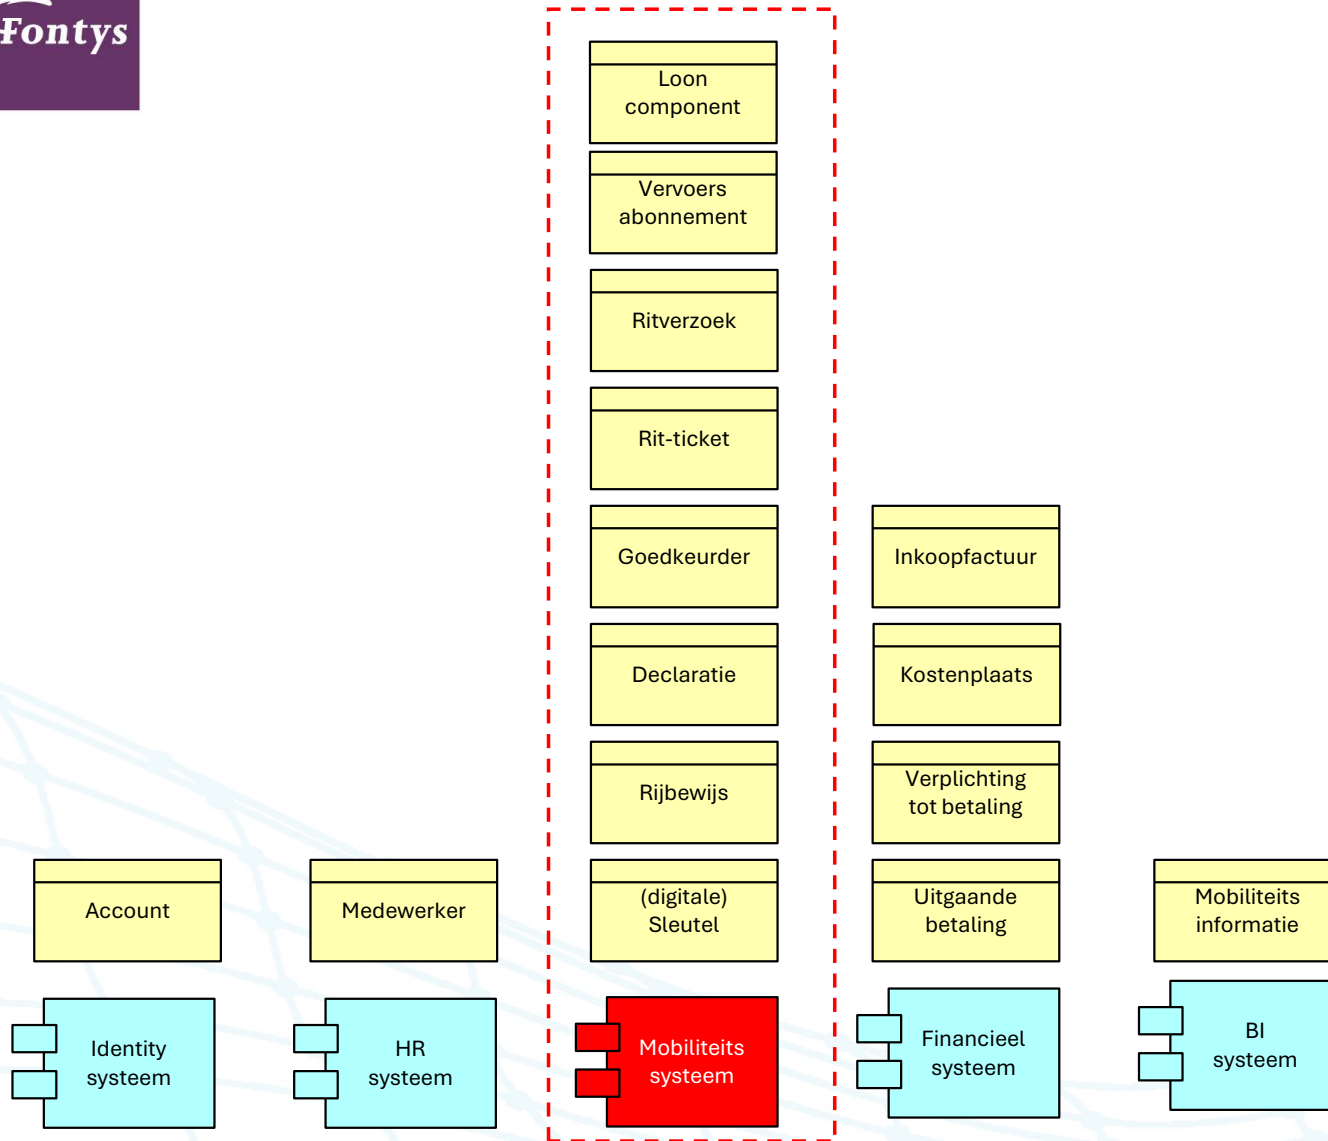 Fontys
Loon
component
Vervoers
abonnement
Ritverzoek
Rit-ticket
Goedkeurder
Inkoopfactuur
Declaratie
Kostenplaats
Rijbewijs
Verplichting
tot betaling
Account
Medewerker
(digitale)
Sleutel
Uitgaande
betaling
Mobiliteits
informatie
Identity
systeem
HR
systeem
Mobiliteits
systeem
Financieel
systeem
BI
systeem